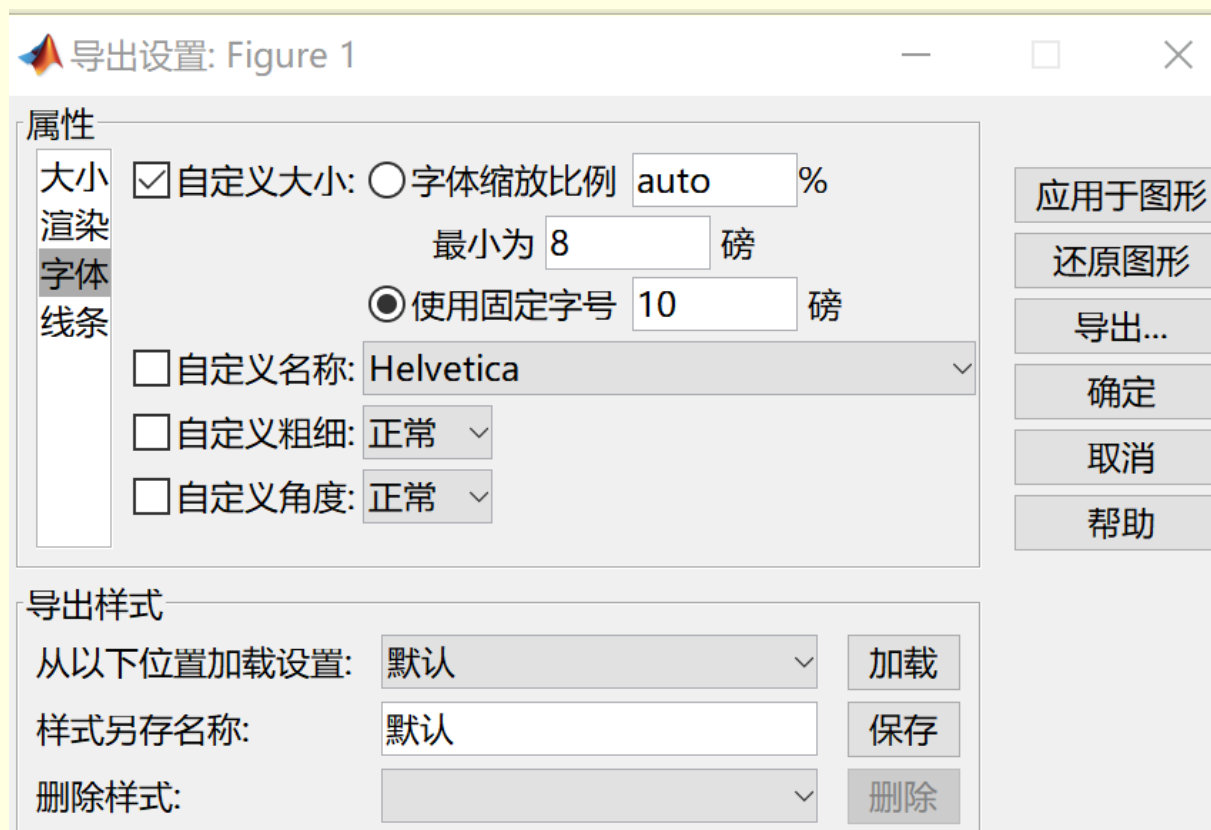 导出设置: Figure 1
属性
大小
渲染
字体
线条
自定义大小: 字体缩放比例 auto %
最小为 8 磅
使用固定字号 10 磅
自定义名称: Helvetica
自定义粗细: 正常
自定义角度: 正常
应用于图形
还原图形
导出...
确定
取消
帮助
导出样式
从以下位置加载设置: 默认 加载
样式另存名称: 默认 保存
删除样式: 删除